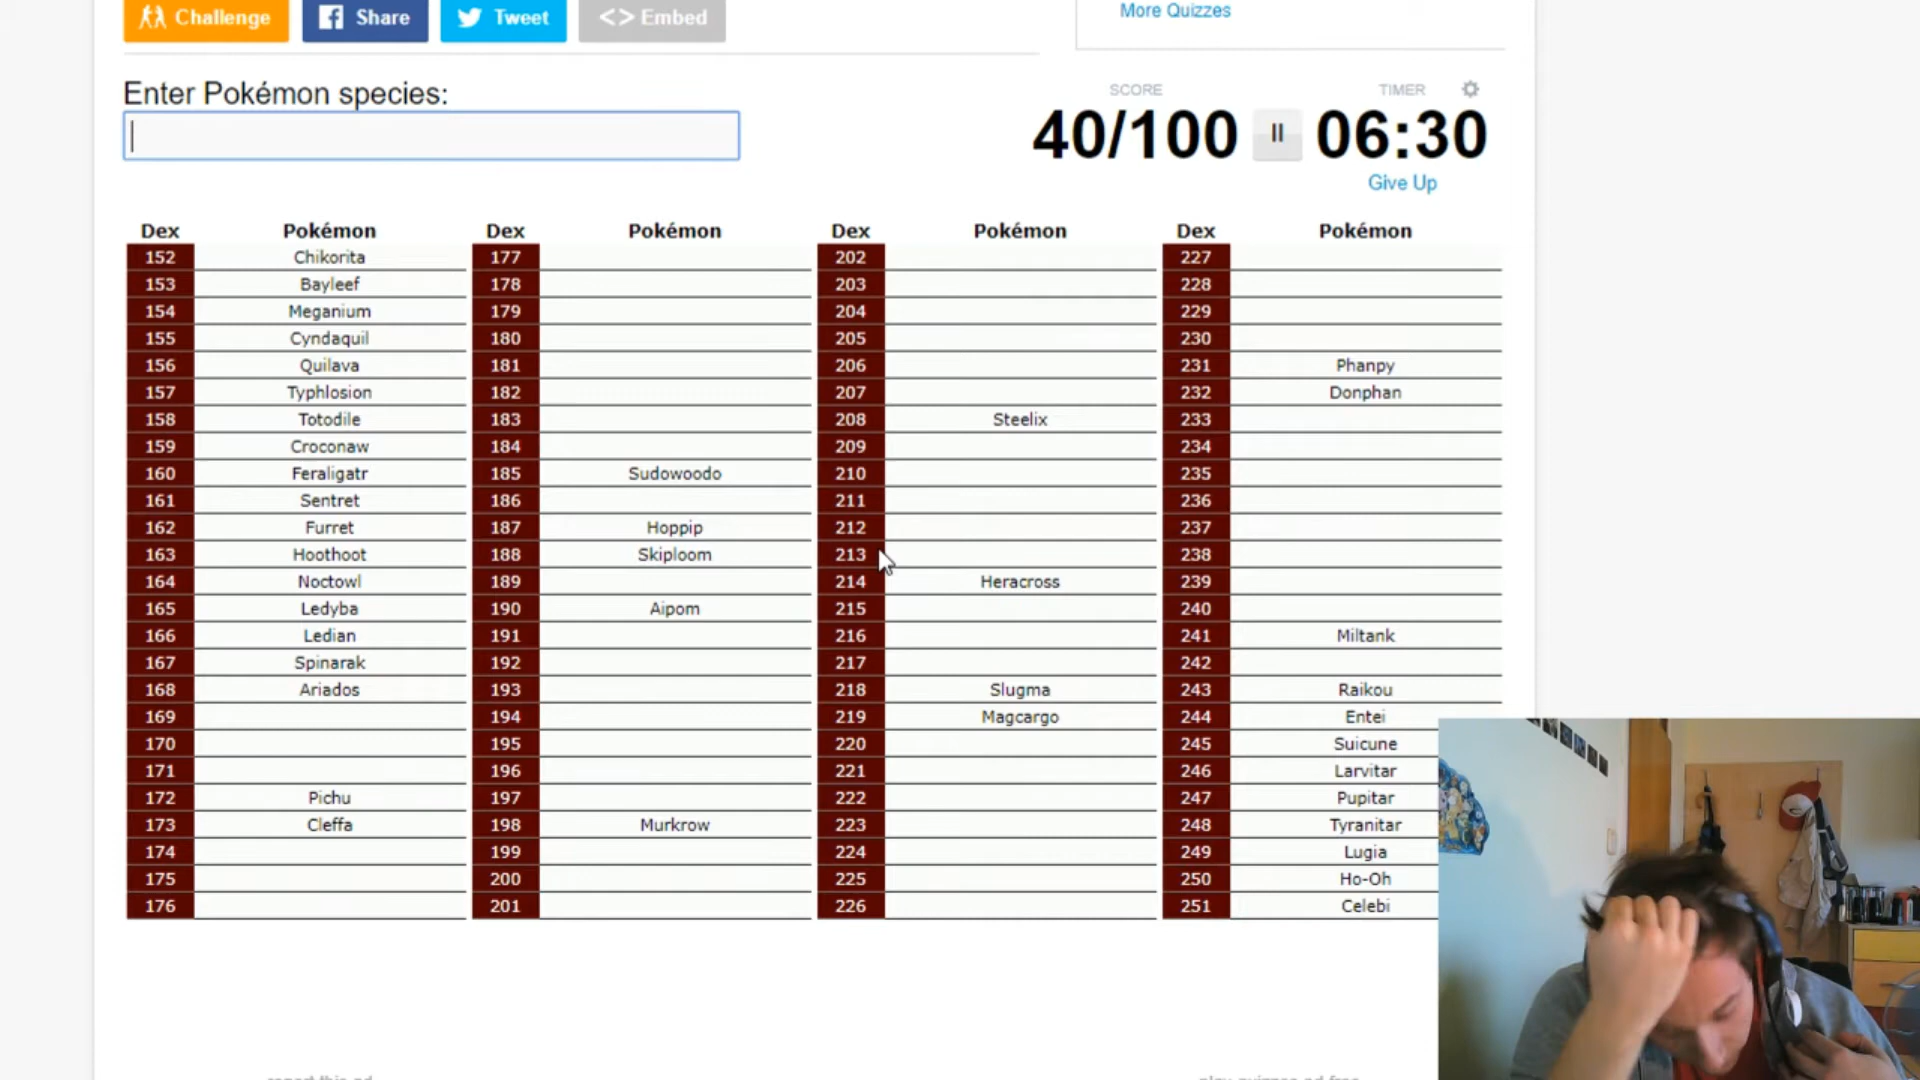 Challenge Share Tweet <> Embed
More Quizzes
Enter Pokémon species:
SCORE TIMER
40/100 06:30
Give Up
Dex Pokémon Dex Pokémon Dex Pokémon Dex Pokémon
152 Chikorita 177 202 227
153 Bayleef 178 203 228
154 Meganium 179 204 229
155 Cyndaquil 180 205 230
156 Quilava 181 206 231 Phanpy
157 Typhlosion 182 207 232 Donphan
158 Totodile 183 208 Steelix 233
159 Croconaw 184 209 234
160 Feraligatr 185 Sudowoodo 210 235
161 Sentret 186 211 236
162 Furret 187 Hoppip 212 237
163 Hoothoot 188 Skiploom 213 238
164 Noctowl 189 214 Heracross 239
165 Ledyba 190 Aipom 215 240
166 Ledian 191 216 241 Miltank
167 Spinarak 192 217 242
168 Ariados 193 218 Slugma 243 Raikou
169 194 219 Magcargo 244 Entei
170 195 220 245 Suicune
171 196 221 246 Larvitar
172 Pichu 197 222 247 Pupitar
173 Cleffa 198 Murkrow 223 248 Tyranitar
174 199 224 249 Lugia
175 200 225 250 Ho-Oh
176 201 226 251 Celebi